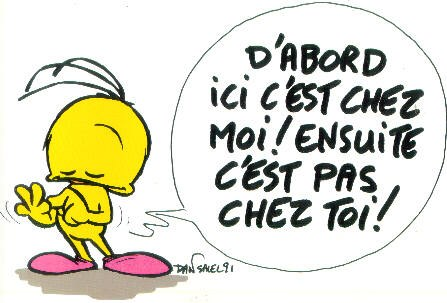 D'ABORD
ici C'EST CHEZ
MOi! ENSUiTE
C'EST PAS
CHEZ TOi!